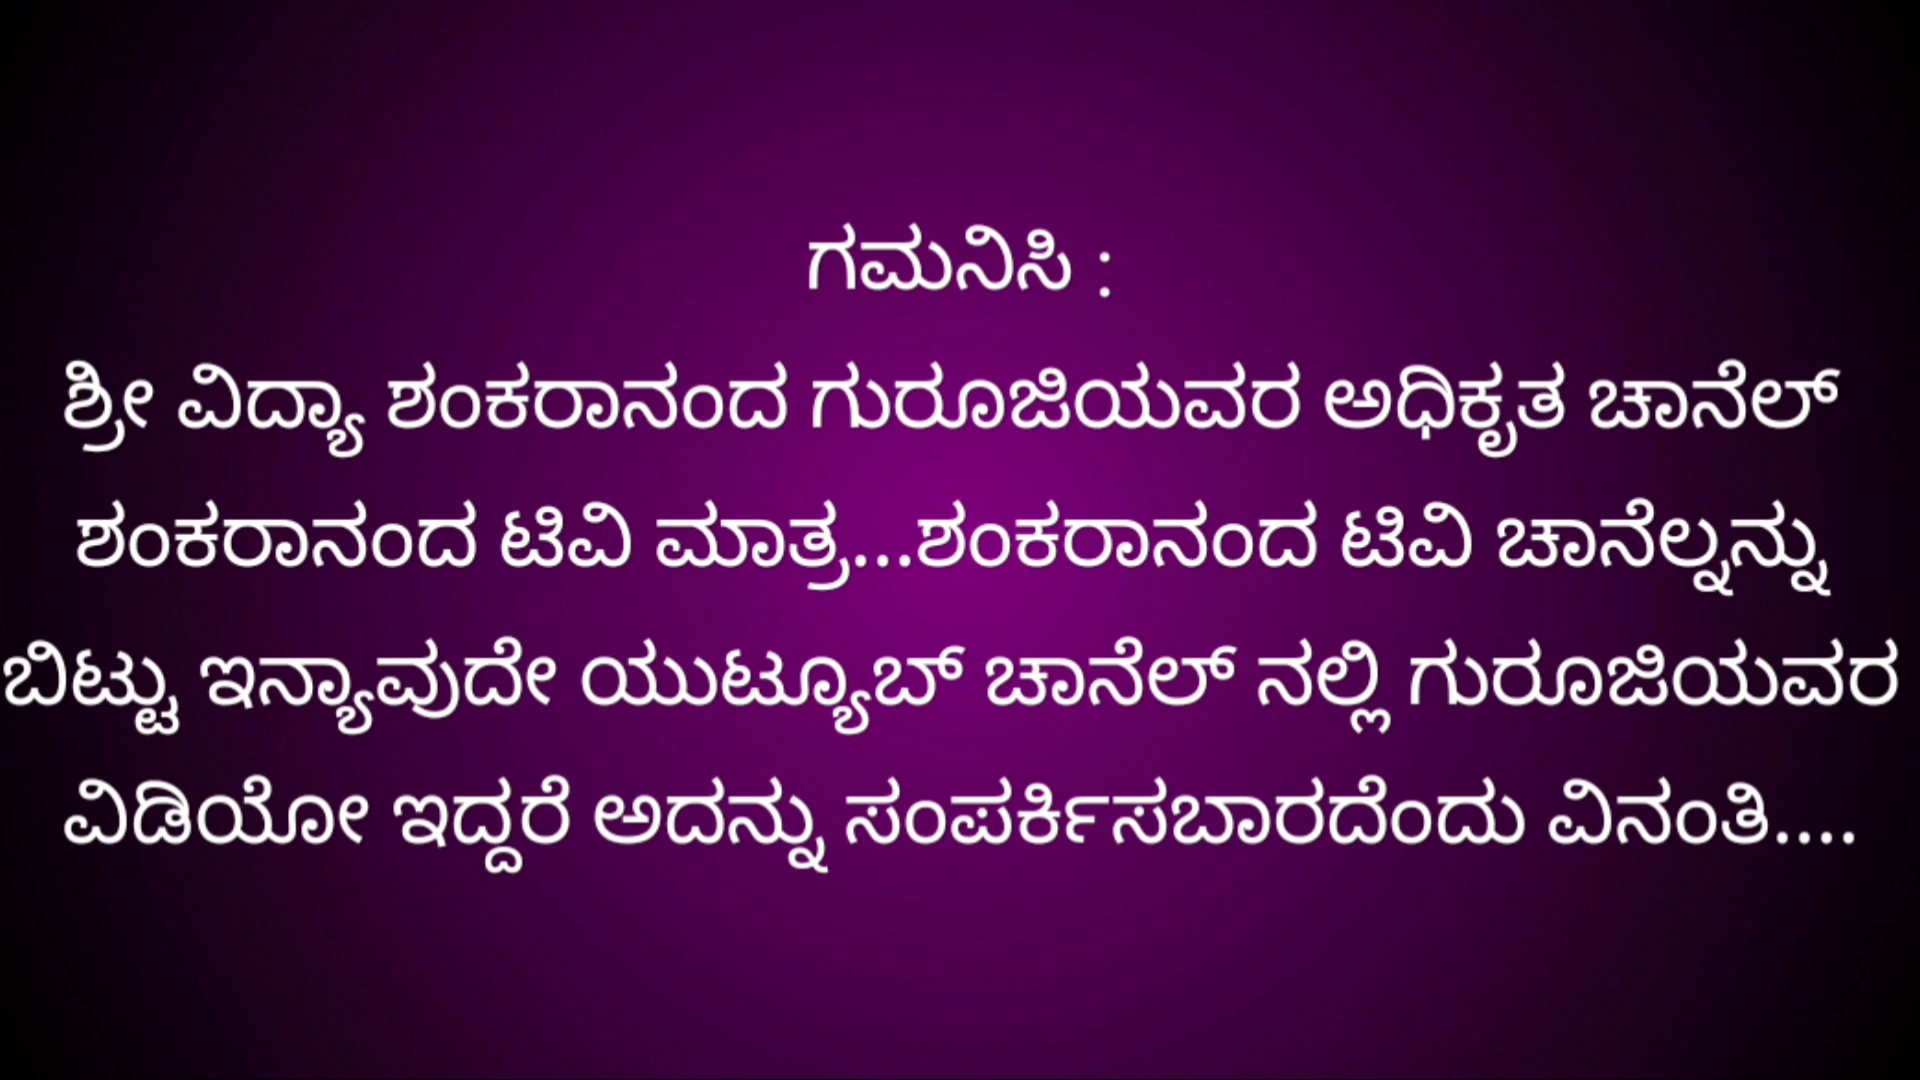 ಗಮನಿಸಿ :
ಶ್ರೀ ವಿದ್ಯಾ ಶಂಕರಾನಂದ ಗುರೂಜಿಯವರ ಅಧಿಕೃತ ಚಾನೆಲ್
ಶಂಕರಾನಂದ ಟಿವಿ ಮಾತ್ರ...ಶಂಕರಾನಂದ ಟಿವಿ ಚಾನೆಲ್ನನ್ನು
ಬಿಟ್ಟು ಇನ್ಯಾವುದೇ ಯುಟ್ಯೂಬ್ ಚಾನೆಲ್ ನಲ್ಲಿ ಗುರೂಜಿಯವರ
ವಿಡಿಯೋ ಇದ್ದರೆ ಅದನ್ನು ಸಂಪರ್ಕಿಸಬಾರದೆಂದು ವಿನಂತಿ....